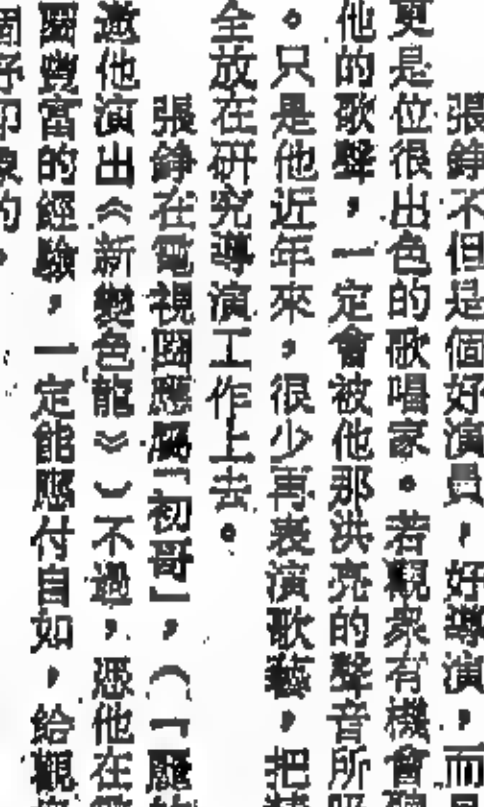 張錚不但是個好演員，好導演，而
更是位很出色的歌唱家。若觀衆有機會
他的歌聲，一定會被他那洪亮的聲音所
。只是他近年來，很少再表演歌藝，把
全放在研究導演工作上去。
張錚在電視圈應屬「初哥」，（「麗的
邀他演出《新變色龍》）不過，憑他在
圈豐富的經驗，一定能應付自如，給觀
個好印象的。